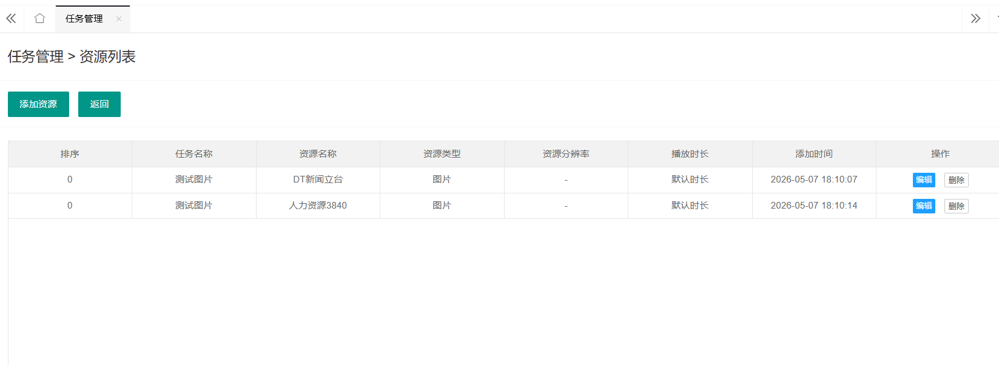 任务管理
任务管理 > 资源列表
添加资源 返回
排序 任务名称 资源名称 资源类型 资源分辨率 播放时长 添加时间 操作
0 测试图片 DT新闻立台 图片 - 默认时长 2026-05-07 18:10:07 编辑 删除
0 测试图片 人力资源3840 图片 - 默认时长 2026-05-07 18:10:14 编辑 删除